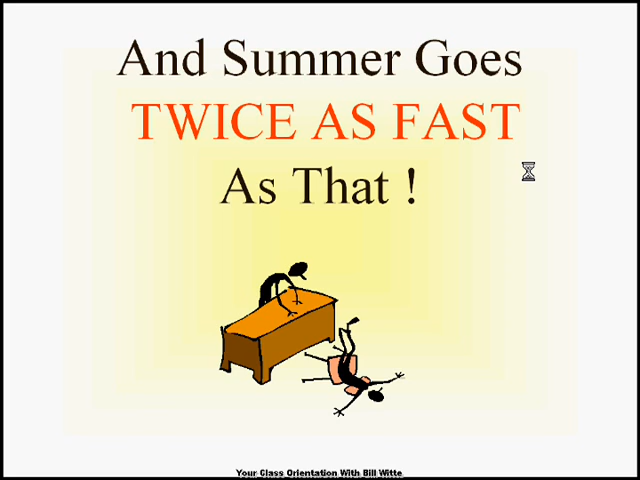 And Summer Goes
TWICE AS FAST
As That !
Your Class Orientation With Bill Witte